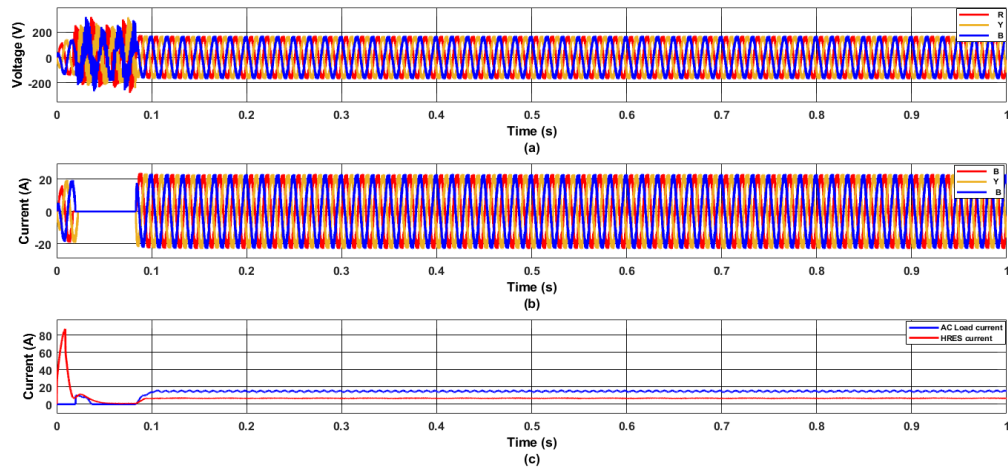 R
Y
B
Voltage (V)
200
0
-200
0 0.1 0.2 0.3 0.4 0.5 0.6 0.7 0.8 0.9 1
Time (s)
(a)
B
Y
B
Current (A)
20
0
-20
0 0.1 0.2 0.3 0.4 0.5 0.6 0.7 0.8 0.9 1
Time (s)
(b)
AC Load current
HRES current
Current (A)
80
60
40
20
0
0 0.1 0.2 0.3 0.4 0.5 0.6 0.7 0.8 0.9 1
Time (s)
(c)